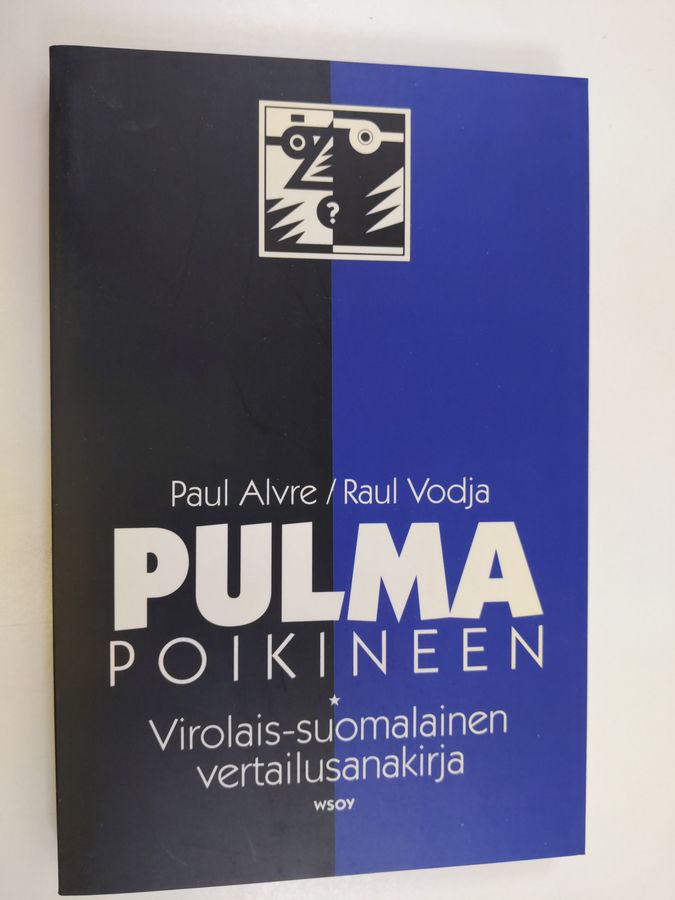 ?
Paul Alvre / Raul Vodja
PULMA
POIKINEEN
★
Virolais-suomalainen
vertailusanakirja
WSOY